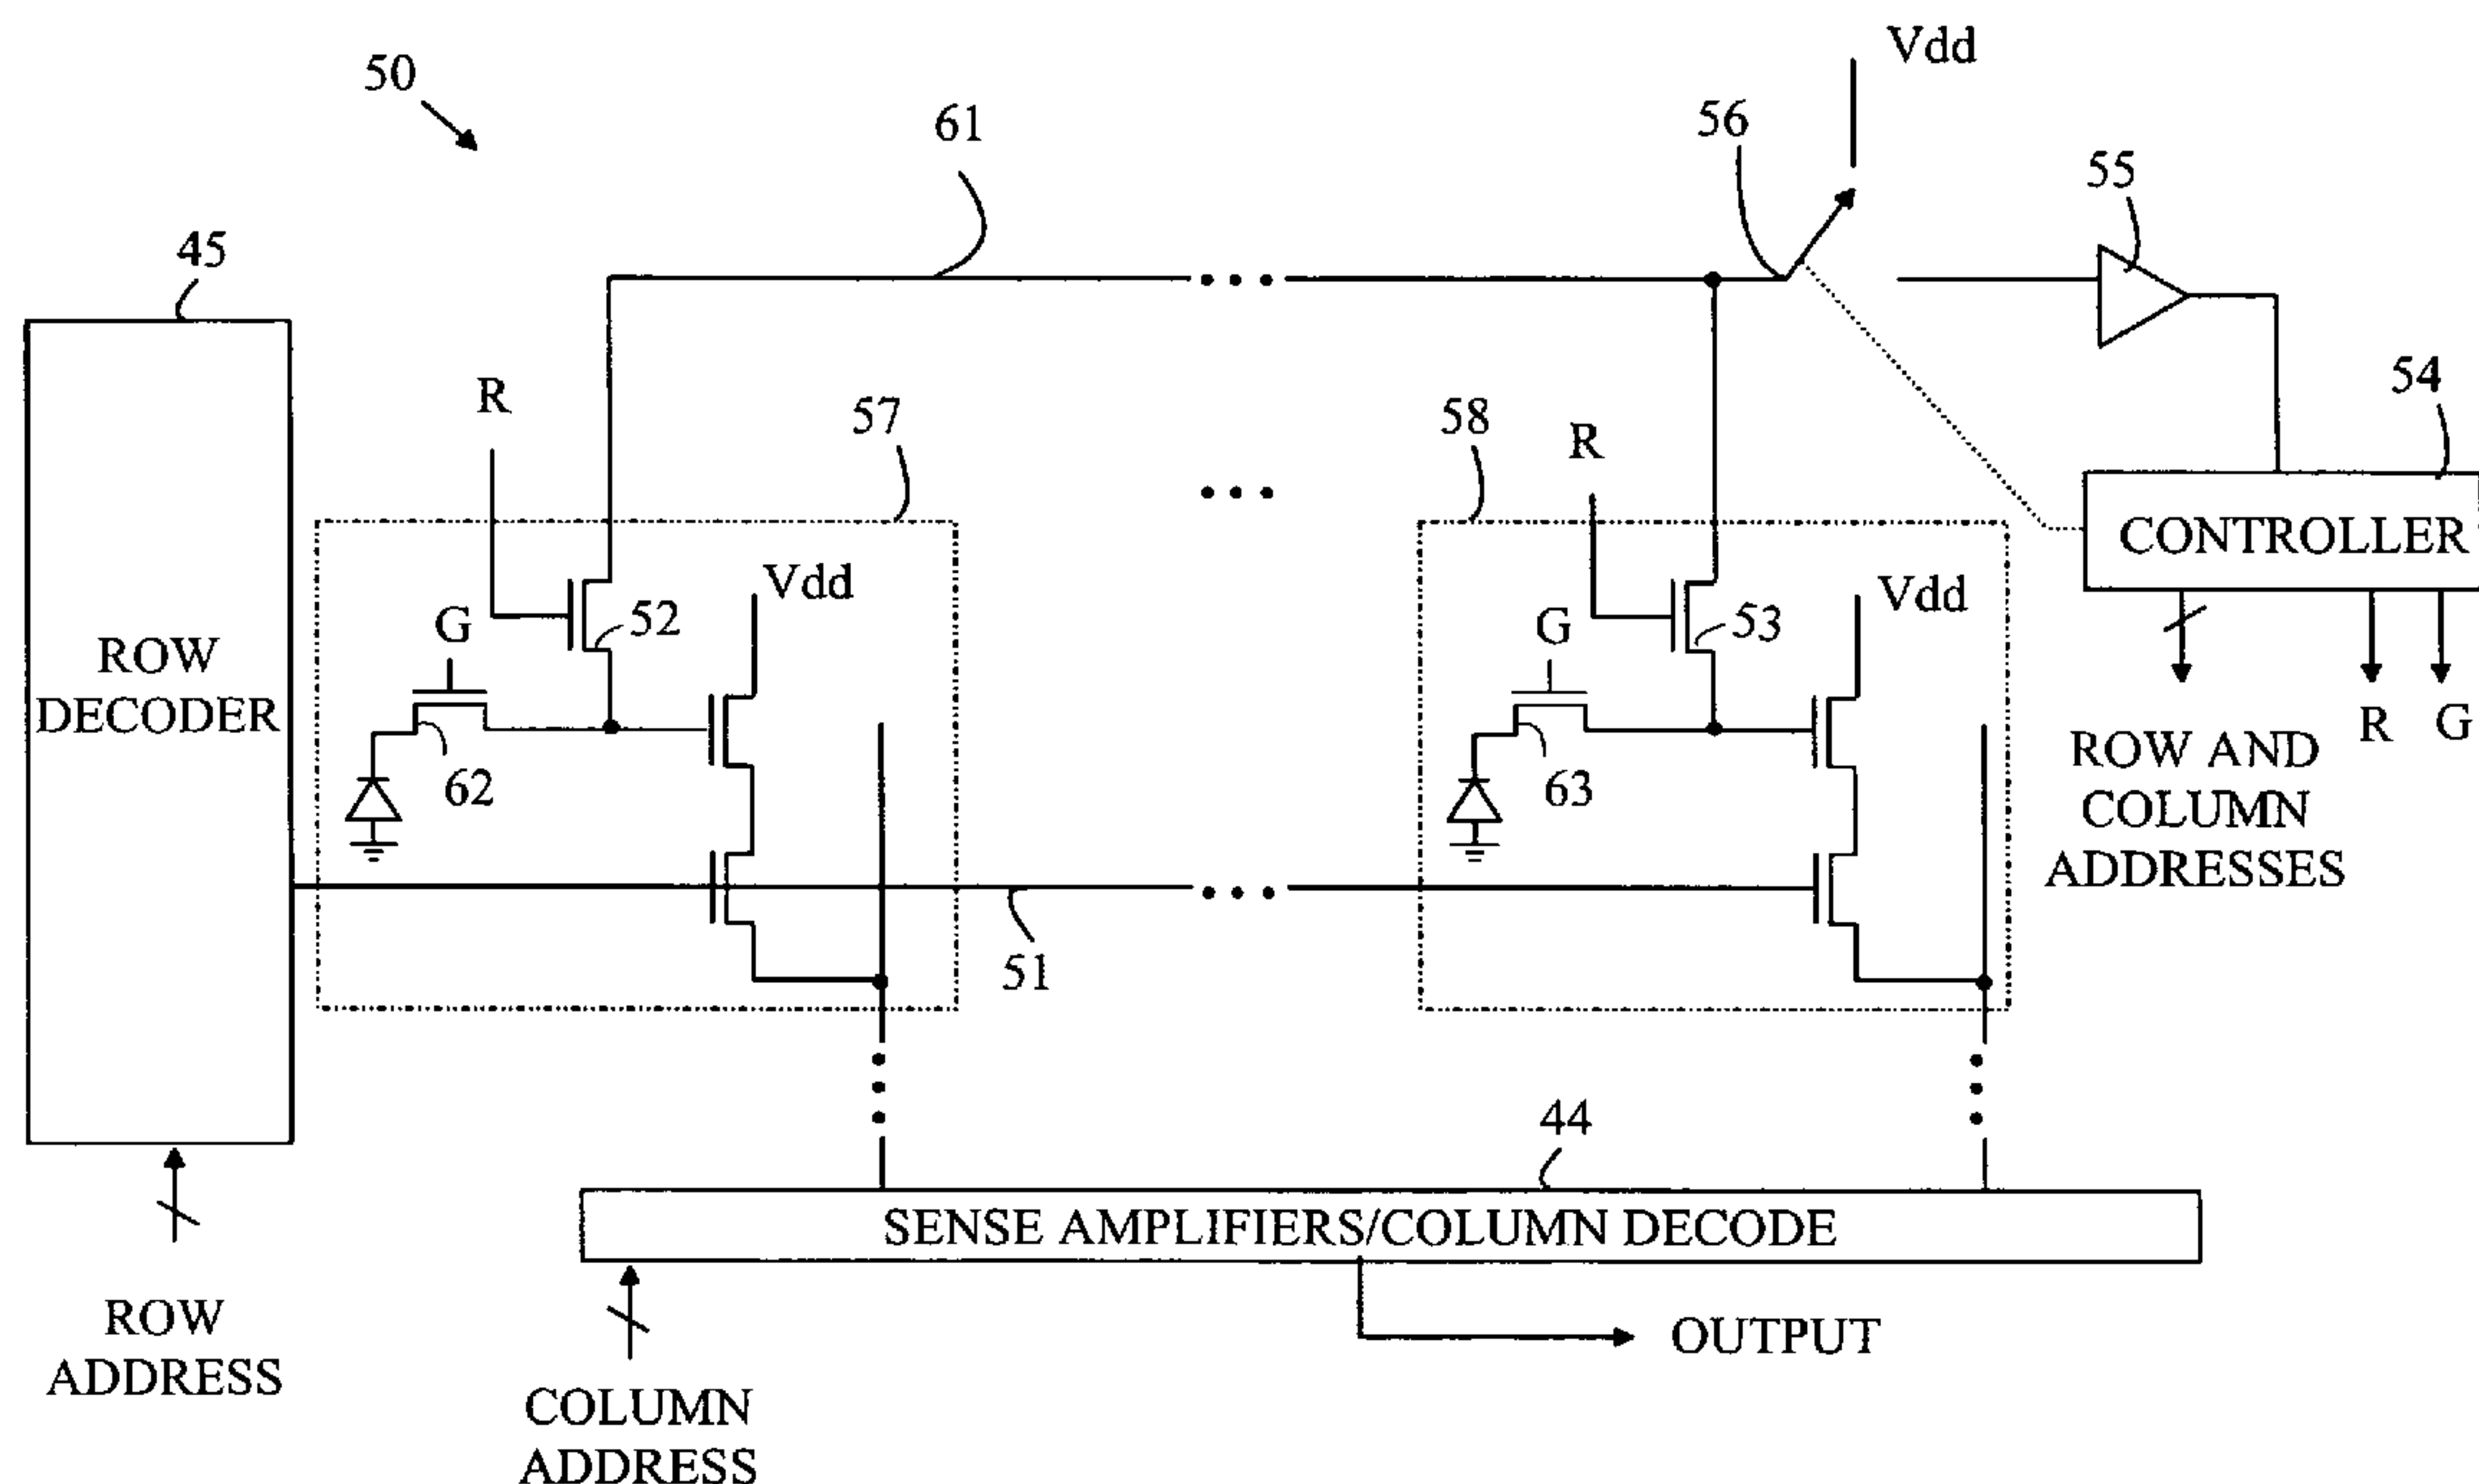 Vdd
50
61
56
55
45
54
R
57
58
R
CONTROLLER
Vdd
Vdd
52
53
G
G
ROW
DECODER
R
G
62
63
ROW AND
COLUMN
ADDRESSES
51
44
SENSE AMPLIFIERS/COLUMN DECODE
ROW
ADDRESS
OUTPUT
COLUMN
ADDRESS